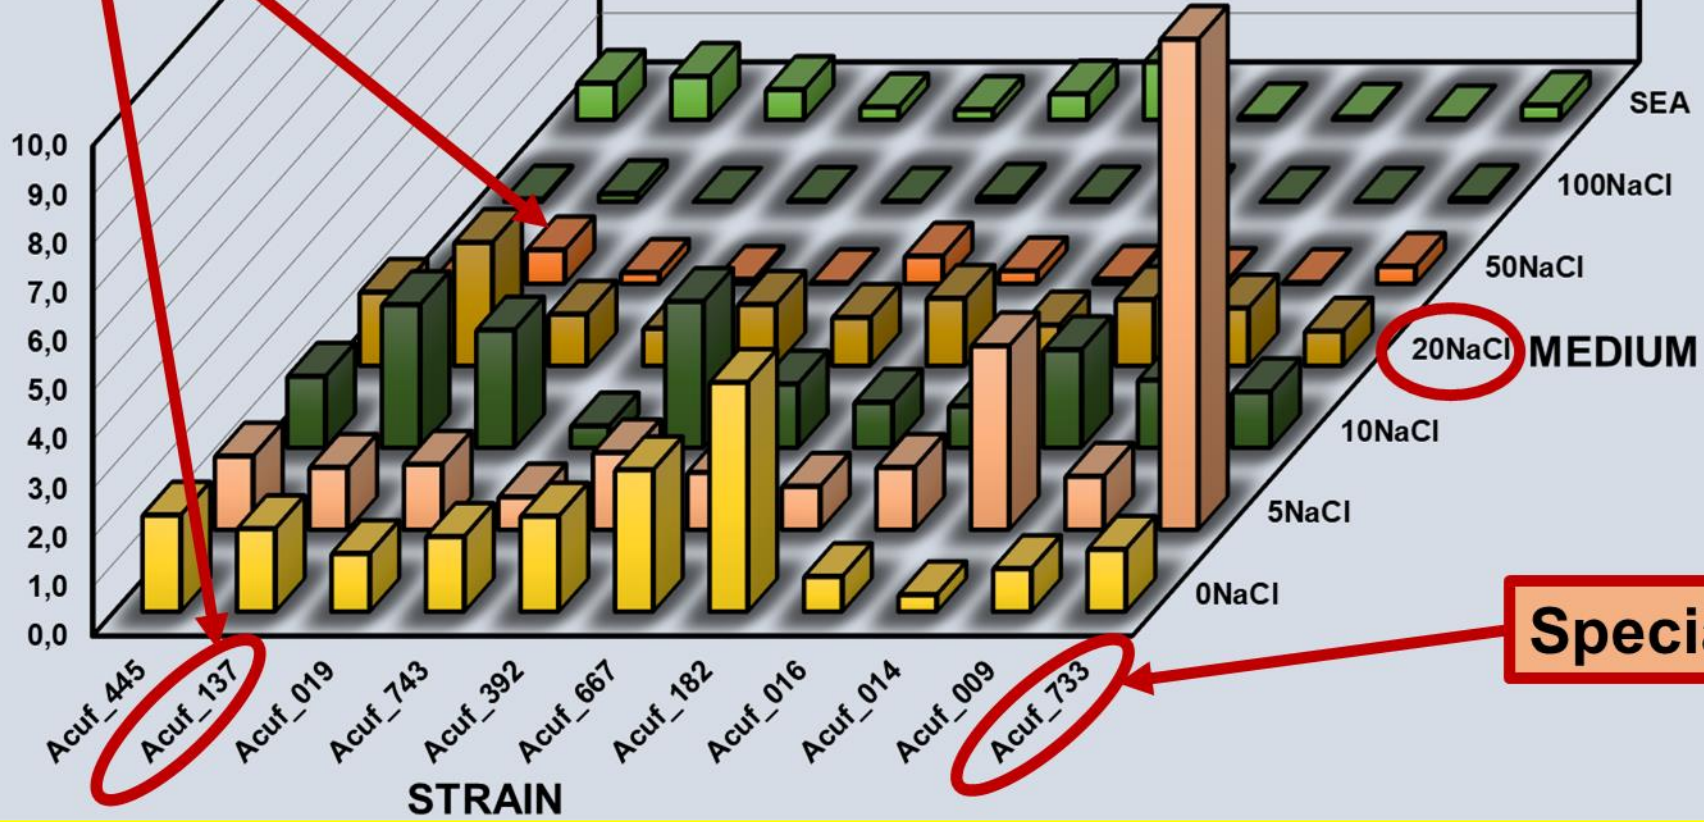 10,0
9,0
8,0
7,0
6,0
5,0
4,0
3,0
2,0
1,0
0,0
SEA
100NaCl
50NaCl
20NaCl
MEDIUM
10NaCl
5NaCl
0NaCl
Acuf_445
Acuf_137
Acuf_019
Acuf_743
Acuf_392
Acuf_667
Acuf_182
Acuf_016
Acuf_014
Acuf_009
Acuf_733
STRAIN
Specia